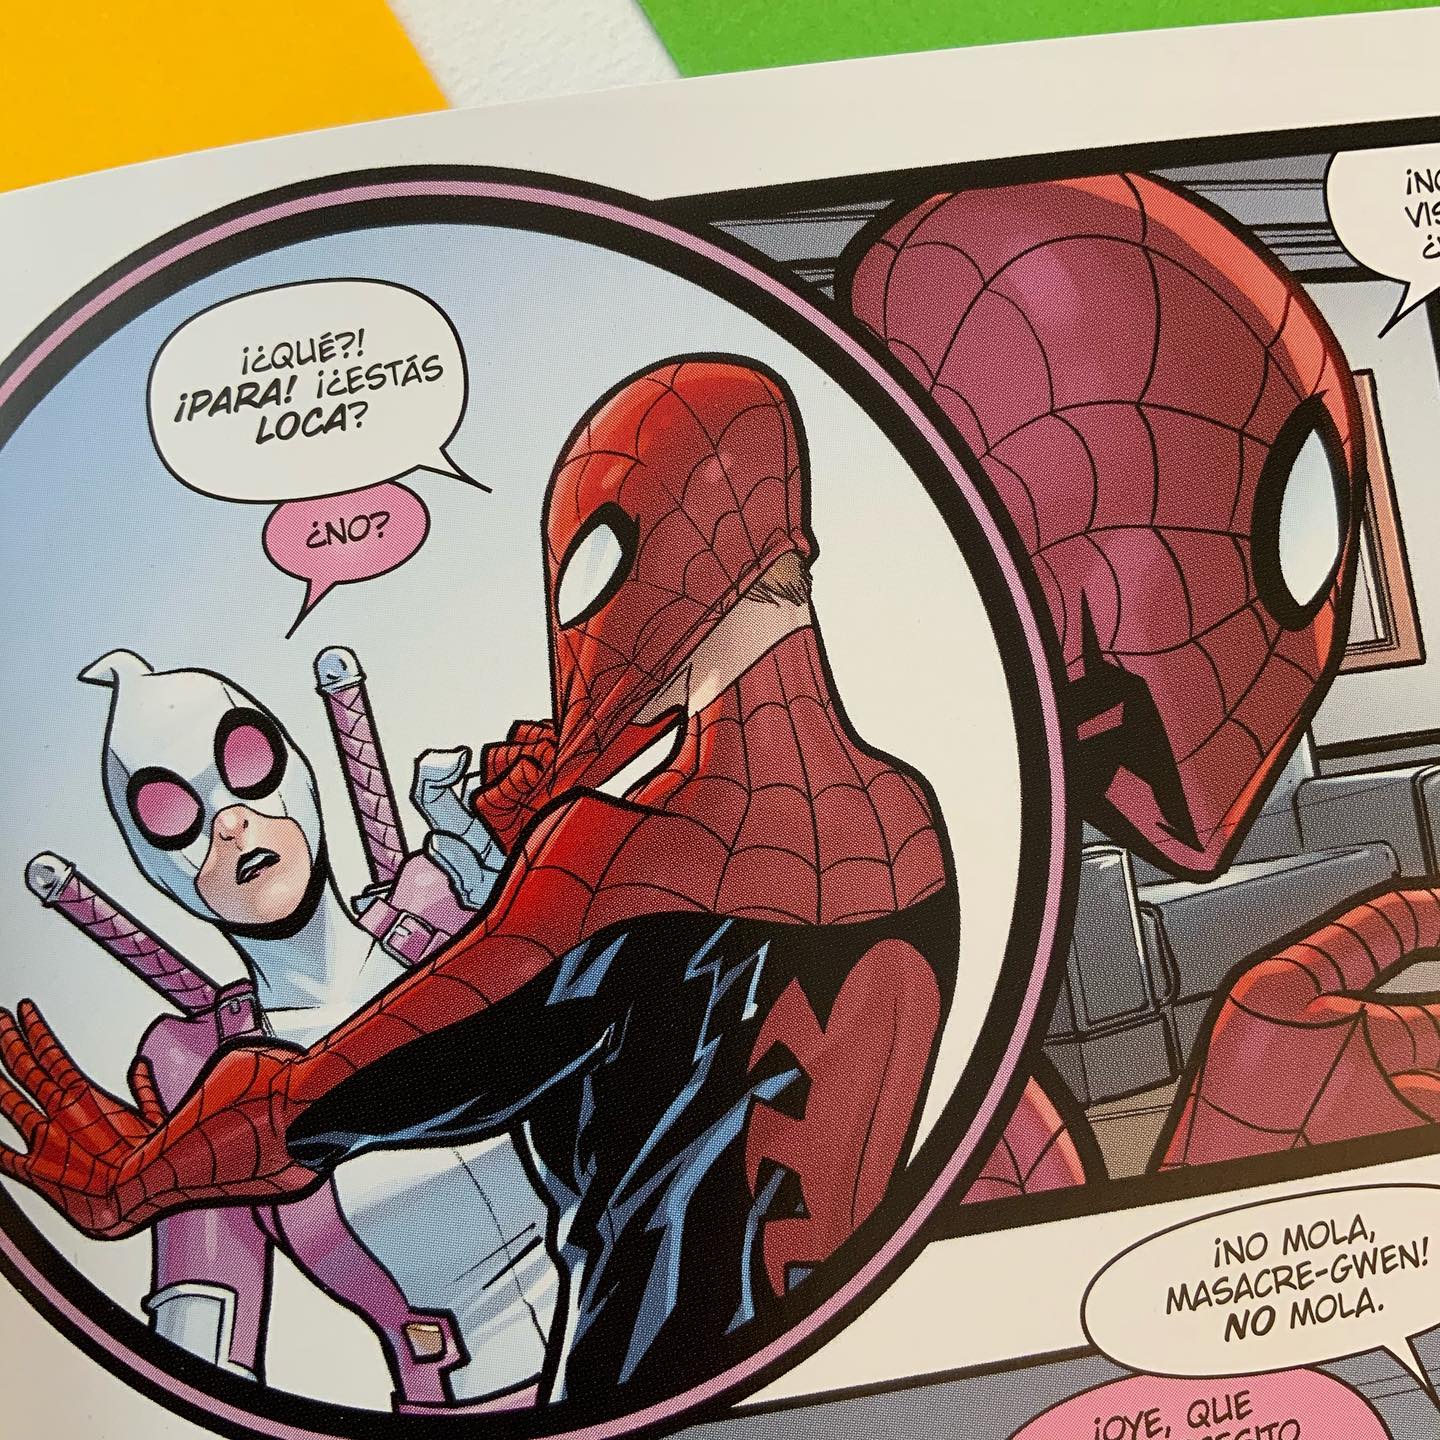 ¡¿QUÉ?!
¡PARA! ¡¿ESTÁS
LOCA?
¿NO?
¡NO MOLA,
MASACRE-GWEN!
NO MOLA.
¡OYE, QUE